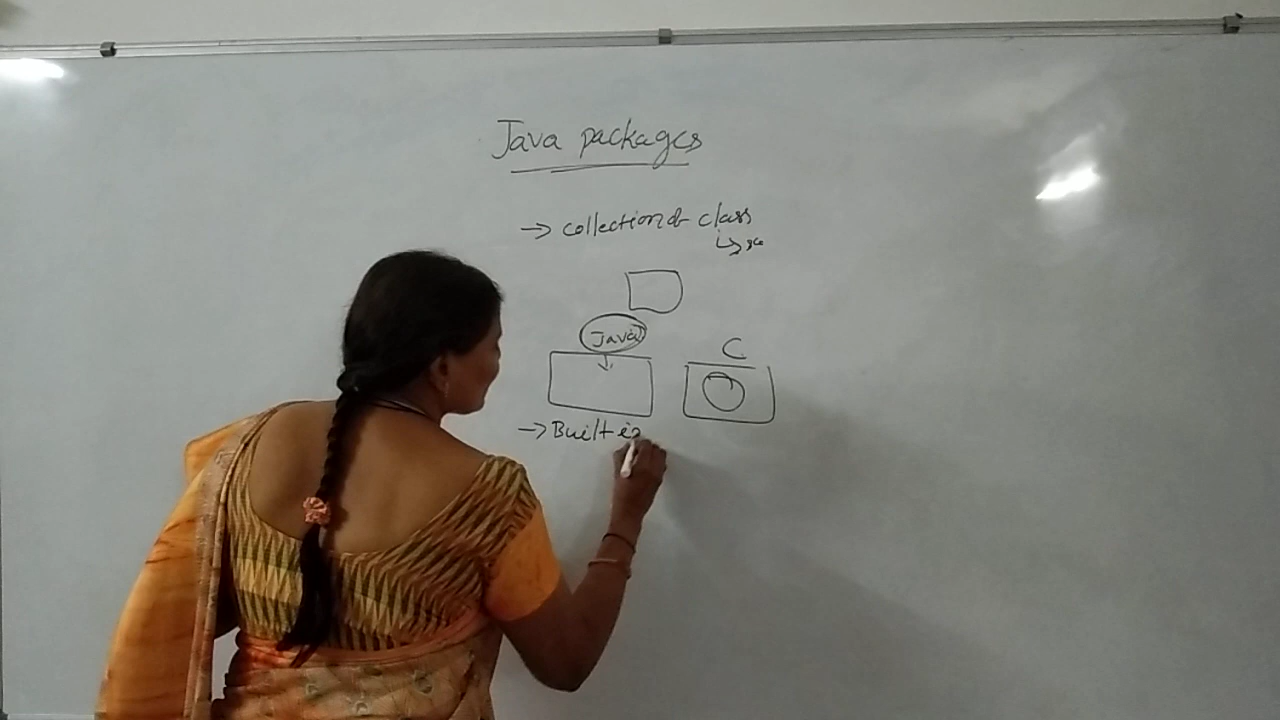 Java packages
→ collection of class
Java
C
→ Built in